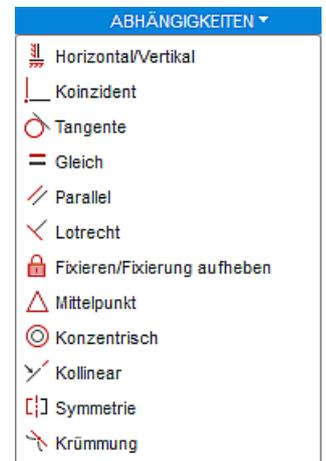 ABHÄNGIGKEITEN
Horizontal/Vertikal
Koinzident
Tangente
Gleich
Parallel
Lotrecht
Fixieren/Fixierung aufheben
Mittelpunkt
Konzentrisch
Kollinear
Symmetrie
Krümmung